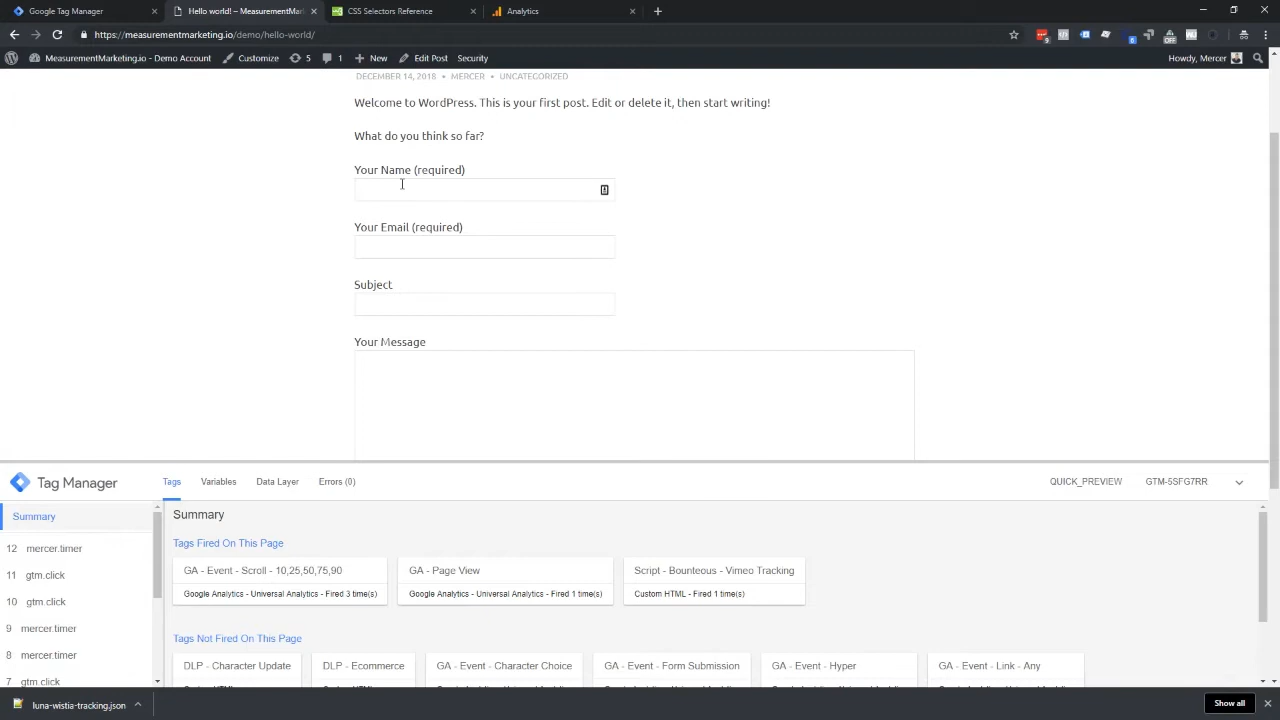 Google Tag Manager
Hello world! – MeasurementMar
CSS Selectors Reference
Analytics
https://measurementmarketing.io/demo/hello-world/
MeasurementMarketing.io - Demo Account
Customize
5
1
New
Edit Post
Security
Howdy, Mercer
DECEMBER 14, 2018 • MERCER • UNCATEGORIZED
Welcome to WordPress. This is your first post. Edit or delete it, then start writing!
What do you think so far?
Your Name (required)
Your Email (required)
Subject
Your Message
Tag Manager
Tags
Variables
Data Layer
Errors (0)
QUICK_PREVIEW
GTM-5SFG7RR
Summary
12 mercer.timer
11 gtm.click
10 gtm.click
9 mercer.timer
8 mercer.timer
7 gtm.click
Summary
Tags Fired On This Page
GA - Event - Scroll - 10,25,50,75,90
Google Analytics - Universal Analytics - Fired 3 time(s)
GA - Page View
Google Analytics - Universal Analytics - Fired 1 time(s)
Script - Bounteous - Vimeo Tracking
Custom HTML - Fired 1 time(s)
Tags Not Fired On This Page
DLP - Character Update
DLP - Ecommerce
GA - Event - Character Choice
GA - Event - Form Submission
GA - Event - Hyper
GA - Event - Link - Any
luna-wistia-tracking.json
Show all